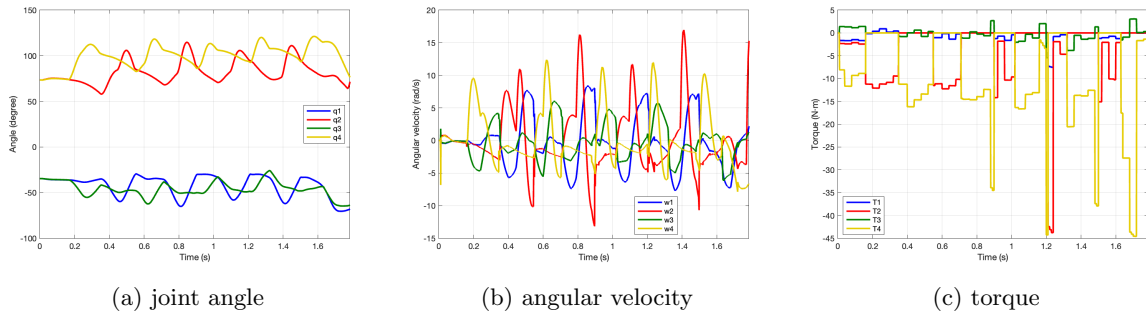 150
100
50
0
-50
-100
Angle (degree)
0 0.2 0.4 0.6 0.8 1 1.2 1.4 1.6
Time (s)
q1
q2
q3
q4
(a) joint angle
20
15
10
5
0
-5
-10
-15
Angular velocity (rad/s)
0 0.2 0.4 0.6 0.8 1 1.2 1.4 1.6
Time (s)
w1
w2
w3
w4
(b) angular velocity
5
0
-5
-10
-15
-20
-25
-30
-35
-40
-45
Torque (N·m)
0 0.2 0.4 0.6 0.8 1 1.2 1.4 1.6
Time (s)
T1
T2
T3
T4
(c) torque